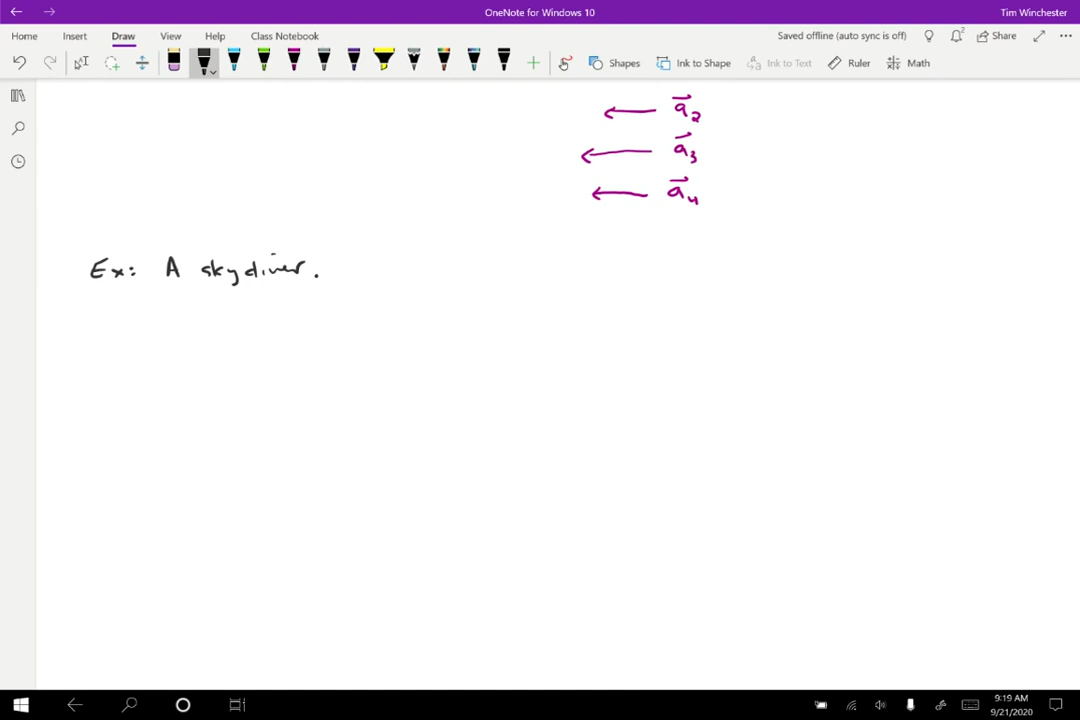 OneNote for Windows 10
Tim Winchester
Home Insert Draw View Help Class Notebook
Saved offline (auto sync is off) Share
Shapes Ink to Shape Ink to Text Ruler Math
a⃗₂
a⃗₃
a⃗₄
Ex: A skydiver.
9:19 AM
9/21/2020